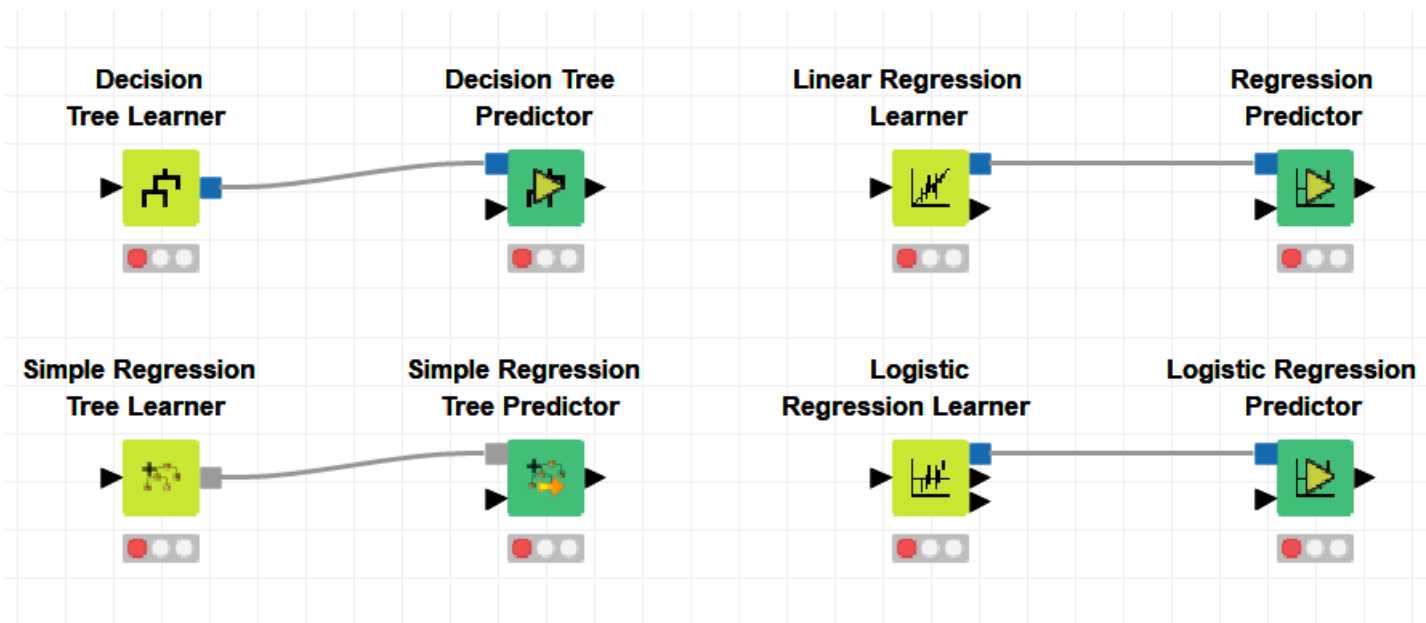 Decision
Tree Learner
Decision Tree
Predictor
Linear Regression
Learner
Regression
Predictor
Simple Regression
Tree Learner
Simple Regression
Tree Predictor
Logistic
Regression Learner
Logistic Regression
Predictor